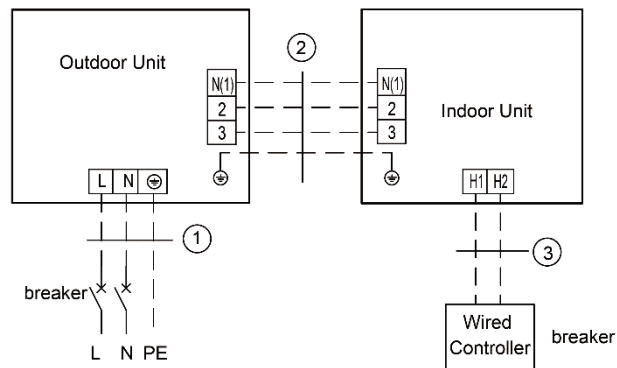 Outdoor Unit
N(1)
2
3
L N
1
breaker
L N PE
2
N(1)
2
3
Indoor Unit
H1 H2
3
Wired
Controller
breaker